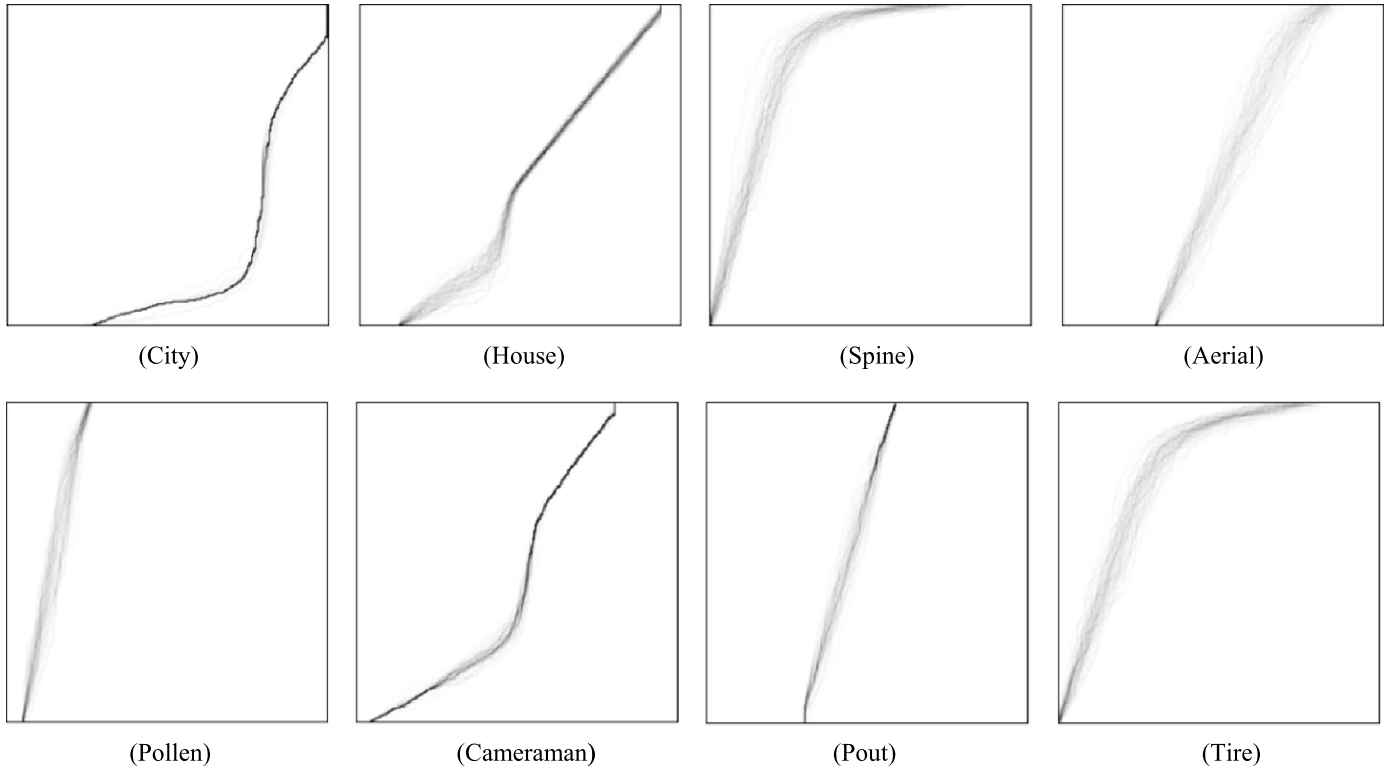 (City)
(House)
(Spine)
(Aerial)
(Pollen)
(Cameraman)
(Pout)
(Tire)